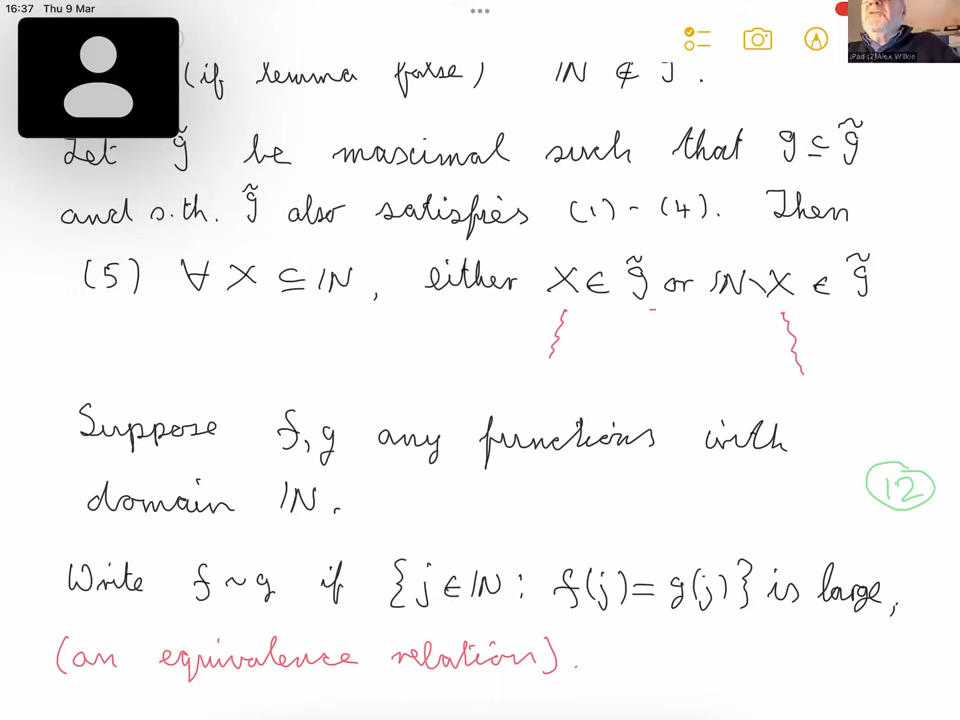 16:37 Thu 9 Mar
iPad (2)Alex Wilkie
(if lemma false) ℕ ∉ J.
Let g̃ be maximal such that g ⊆ g̃
and s.th. g̃ also satisfies (1) - (4). Then
(5) ∀ X ⊆ ℕ, either X ∈ g̃ or ℕ\X ∈ g̃
Suppose f, g any functions with
domain ℕ.
12
Write f ~ g if {j ∈ ℕ : f(j) = g(j)} is large,
(an equivalence relation).